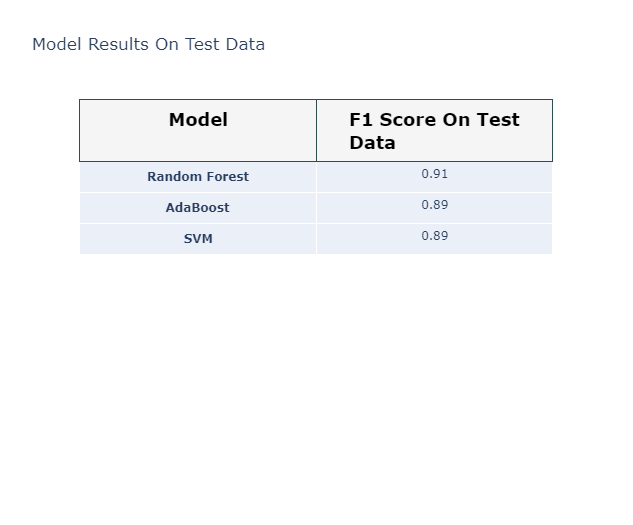 Model Results On Test Data
Model
F1 Score On Test
Data
Random Forest
0.91
AdaBoost
0.89
SVM
0.89